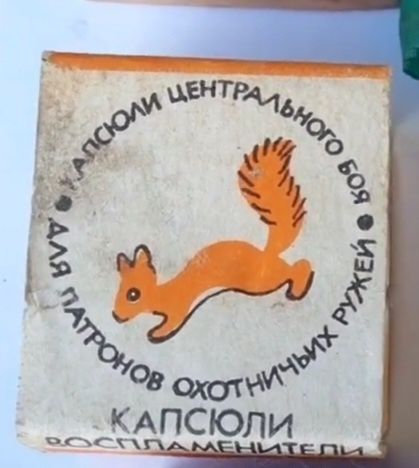 КАПСЮЛИ ЦЕНТРАЛЬНОГО БОЯ
ДЛЯ ПАТРОНОВ ОХОТНИЧЬИХ РУЖЕЙ
КАПСЮЛИ
ВОСПЛАМЕНИТЕЛИ